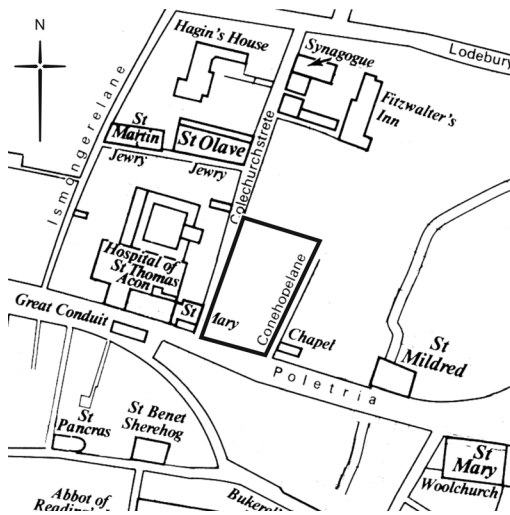 N
Hagin's House
Synagogue
Lodebury
Fitzwalter's
Inn
Ismongerelane
St
Martin
St Olave
Jewry
Jewry
Colechurchstrete
Hospital of
St Thomas
Acon
St Mary
Conehopelane
Great Conduit
Chapel
St
Mildred
Poletria
St
Pancras
St Benet
Sherehog
St
Mary
Woolchurch
Abbot of